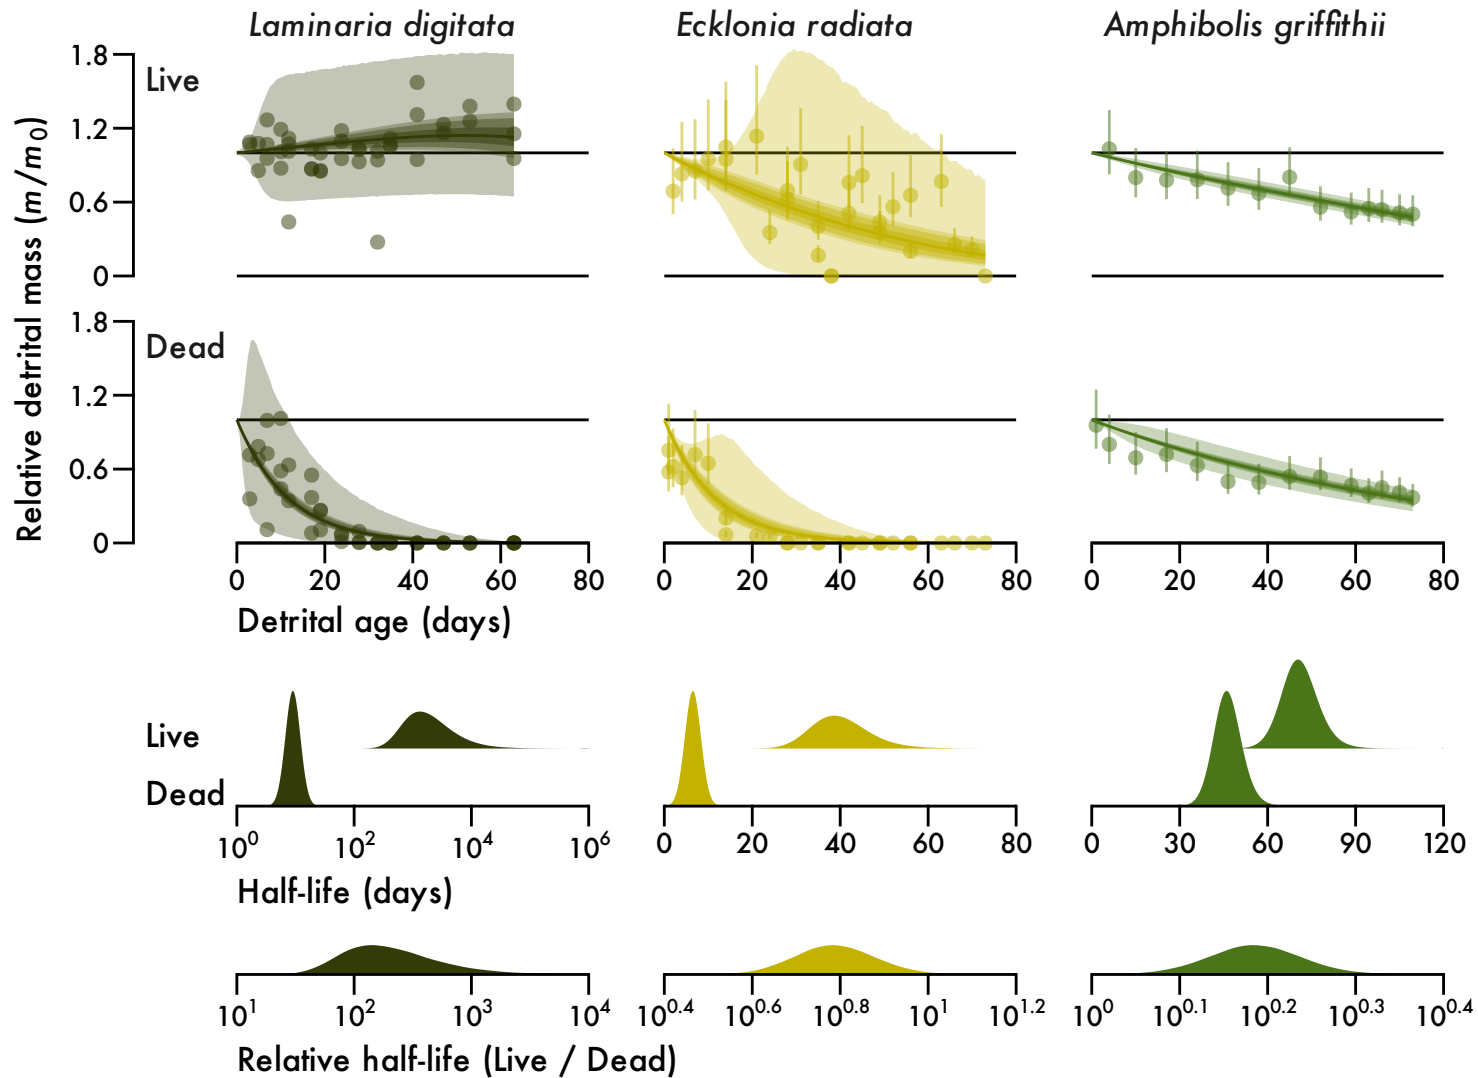 Laminaria digitata Ecklonia radiata Amphibolis griffithii
Relative detrital mass (m/m0)
1.8
Live
1.2
0.6
0
1.8
Dead
1.2
0.6
0
0 20 40 60 80 0 20 40 60 80 0 20 40 60 80
Detrital age (days)
Live
Dead
10^0 10^2 10^4 10^6 0 20 40 60 80 0 30 60 90 120
Half-life (days)
10^1 10^2 10^3 10^4 10^0.4 10^0.6 10^0.8 10^1 10^1.2 10^0 10^0.1 10^0.2 10^0.3 10^0.4
Relative half-life (Live / Dead)